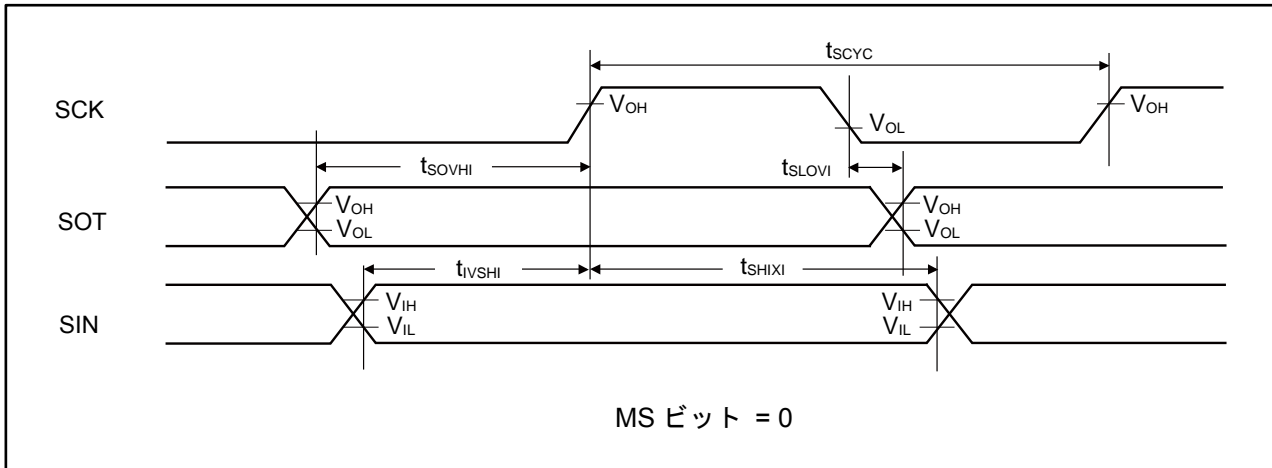 tSCYC
SCK
VOH
VOL
VOH
tSOVHI
tSLOVI
SOT
VOH
VOL
VOH
VOL
tIVSHI
tSHIXI
SIN
VIH
VIL
VIH
VIL
MS ビット = 0